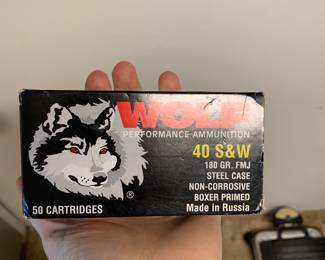 WOLF
PERFORMANCE AMMUNITION
40 S&W
180 GR. FMJ
STEEL CASE
NON-CORROSIVE
BOXER PRIMED
50 CARTRIDGES
®
Made in Russia